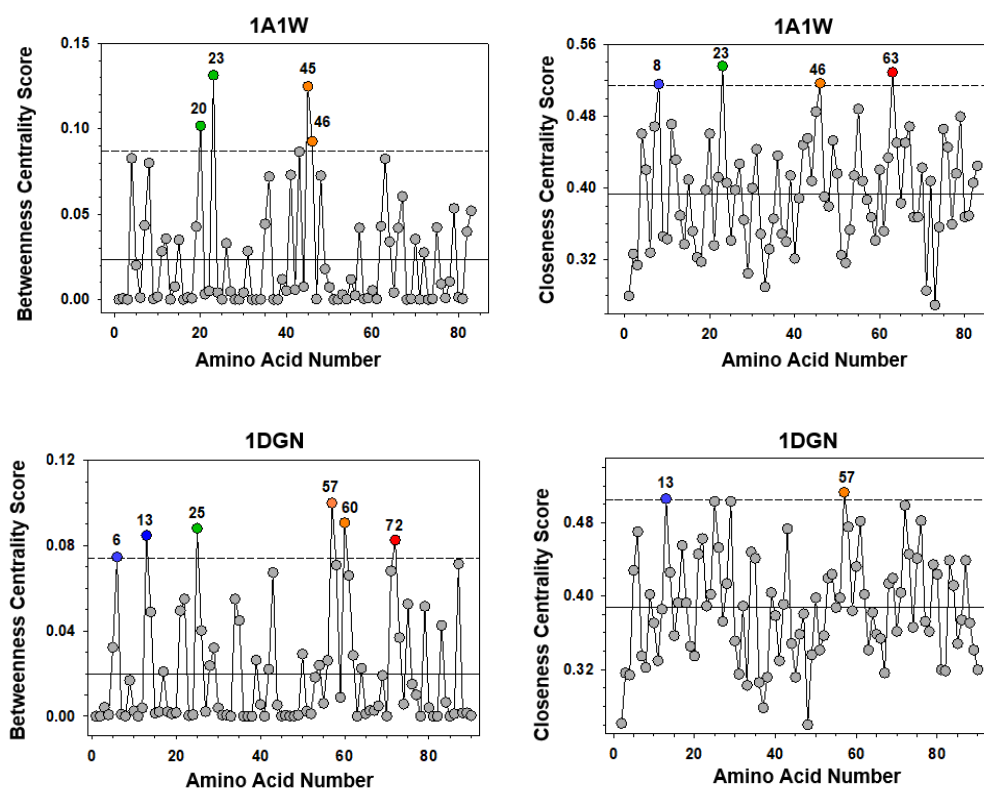 1A1W
Betweenness Centrality Score
0.15
0.10
0.05
0.00
20
23
45
46
0 20 40 60 80
Amino Acid Number
1A1W
Closeness Centrality Score
0.56
0.48
0.40
0.32
8
23
46
63
0 20 40 60 80
Amino Acid Number
1DGN
Betweenness Centrality Score
0.12
0.08
0.04
0.00
6
13
25
57
60
72
0 20 40 60 80
Amino Acid Number
1DGN
Closeness Centrality Score
0.48
0.40
0.32
13
57
0 20 40 60 80
Amino Acid Number